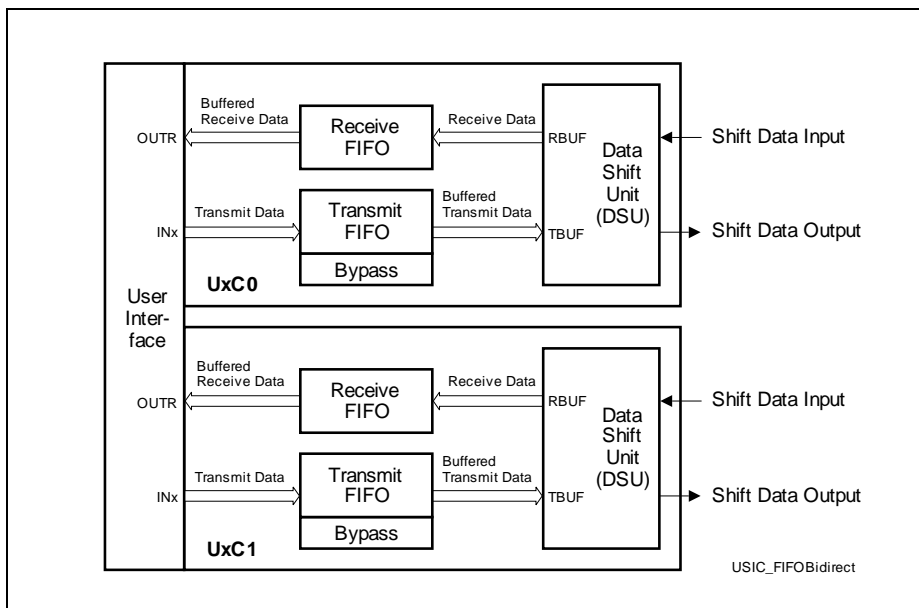 Buffered
Receive Data
Receive Data
OUTR
Receive
FIFO
RBUF
Shift Data Input
Data
Shift
Unit
(DSU)
Transmit Data
Buffered
Transmit Data
INx
Transmit
FIFO
TBUF
Shift Data Output
Bypass
UxC0
User
Inter-
face
Buffered
Receive Data
Receive Data
OUTR
Receive
FIFO
RBUF
Shift Data Input
Data
Shift
Unit
(DSU)
Transmit Data
Buffered
Transmit Data
INx
Transmit
FIFO
TBUF
Shift Data Output
Bypass
UxC1
USIC_FIFOBidirect